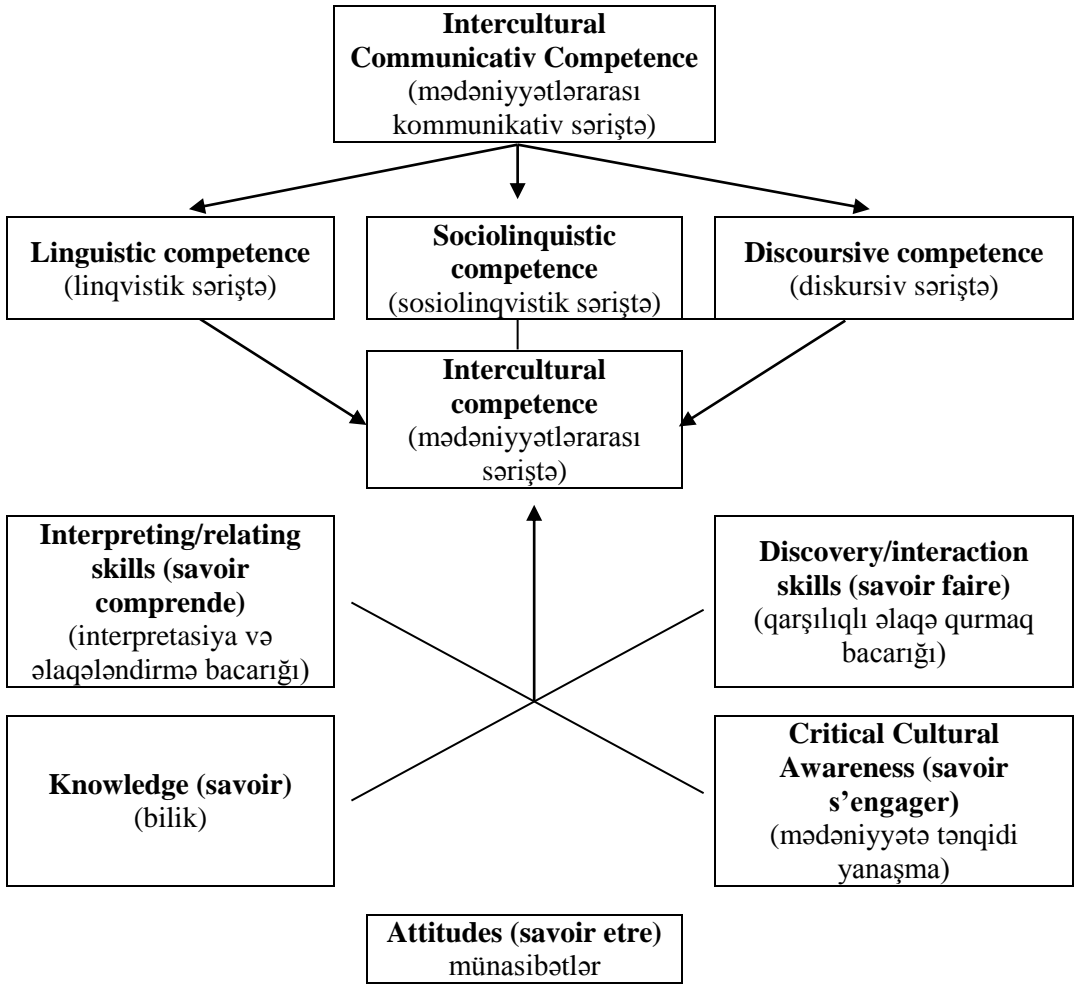 Intercultural
Communicativ Competence
(mədəniyyətlərarası
kommunikativ səriştə)
Linguistic competence
(linqvistik səriştə)
Sociolinquistic
competence
(sosiolinqvistik səriştə)
Discoursive competence
(diskursiv səriştə)
Intercultural
competence
(mədəniyyətlərarası
səriştə)
Interpreting/relating
skills (savoir
comprende)
(interpretasiya və
əlaqələndirmə bacarığı)
Discovery/interaction
skills (savoir faire)
(qarşılıqlı əlaqə qurmaq
bacarığı)
Knowledge (savoir)
(bilik)
Critical Cultural
Awareness (savoir
s’engager)
(mədəniyyətə tənqidi
yanaşma)
Attitudes (savoir etre)
münasibətlər